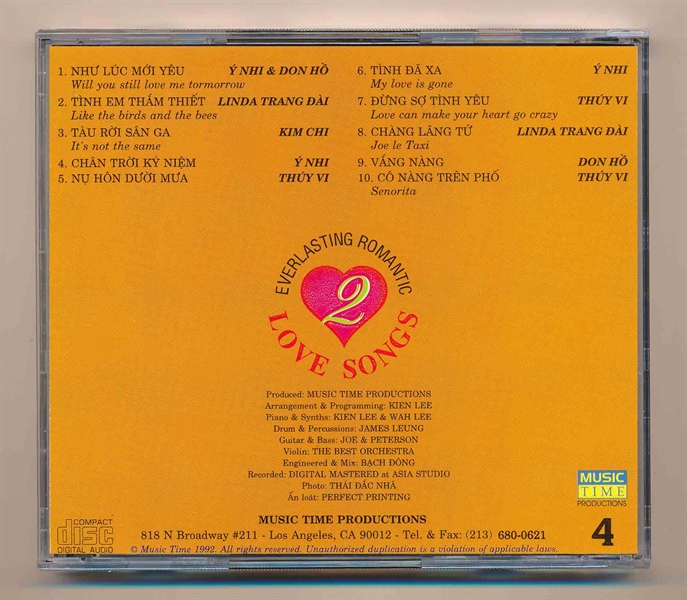 1. NHƯ LÚC MỚI YÊU Ý NHI & DON HỒ
Will you still love me tormorrow
2. TÌNH EM THẮM THIẾT LINDA TRANG ĐÀI
Like the birds and the bees
3. TÀU RỜI SÂN GA KIM CHI
It's not the same
4. CHÂN TRỜI KỶ NIỆM Ý NHI
5. NỤ HÔN DƯỜI MƯA THÚY VI
6. TÌNH ĐÃ XA Ý NHI
My love is gone
7. ĐỪNG SỢ TÌNH YÊU THÚY VI
Love can make your heart go crazy
8. CHÀNG LÃNG TỬ LINDA TRANG ĐÀI
Joe le Taxi
9. VẮNG NÀNG DON HỒ
10. CÔ NÀNG TRÊN PHỐ THÚY VI
Senorita
EVERLASTING ROMANTIC
2
LOVE SONGS
Produced: MUSIC TIME PRODUCTIONS
Arrangement & Programming: KIEN LEE
Piano & Synths: KIEN LEE & WAH LEE
Drum & Percussions: JAMES LEUNG
Guitar & Bass: JOE & PETERSON
Violin: THE BEST ORCHESTRA
Engineered & Mix: BẠCH ĐÔNG
Recorded: DIGITAL MASTERED at ASIA STUDIO
Photo: THÁI ĐẮC NHÃ
Ấn loát: PERFECT PRINTING
MUSIC
TIME
PRODUCTIONS
4
COMPACT
disc
DIGITAL AUDIO
MUSIC TIME PRODUCTIONS
818 N Broadway #211 - Los Angeles, CA 90012 - Tel. & Fax: (213) 680-0621
© Music Time 1992. All rights reserved. Unauthorized duplication is a violation of applicable laws.